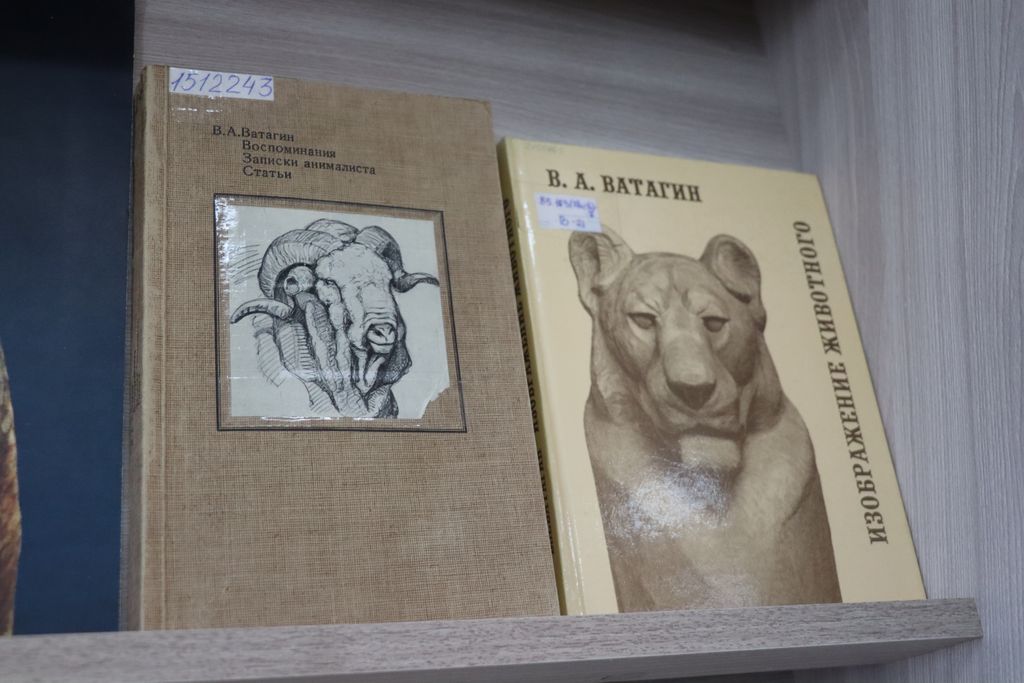 1512243
В.А.Ватагин
Воспоминания
Записки анималиста
Статьи
В. А. ВАТАГИН
ИЗОБРАЖЕНИЕ ЖИВОТНОГО